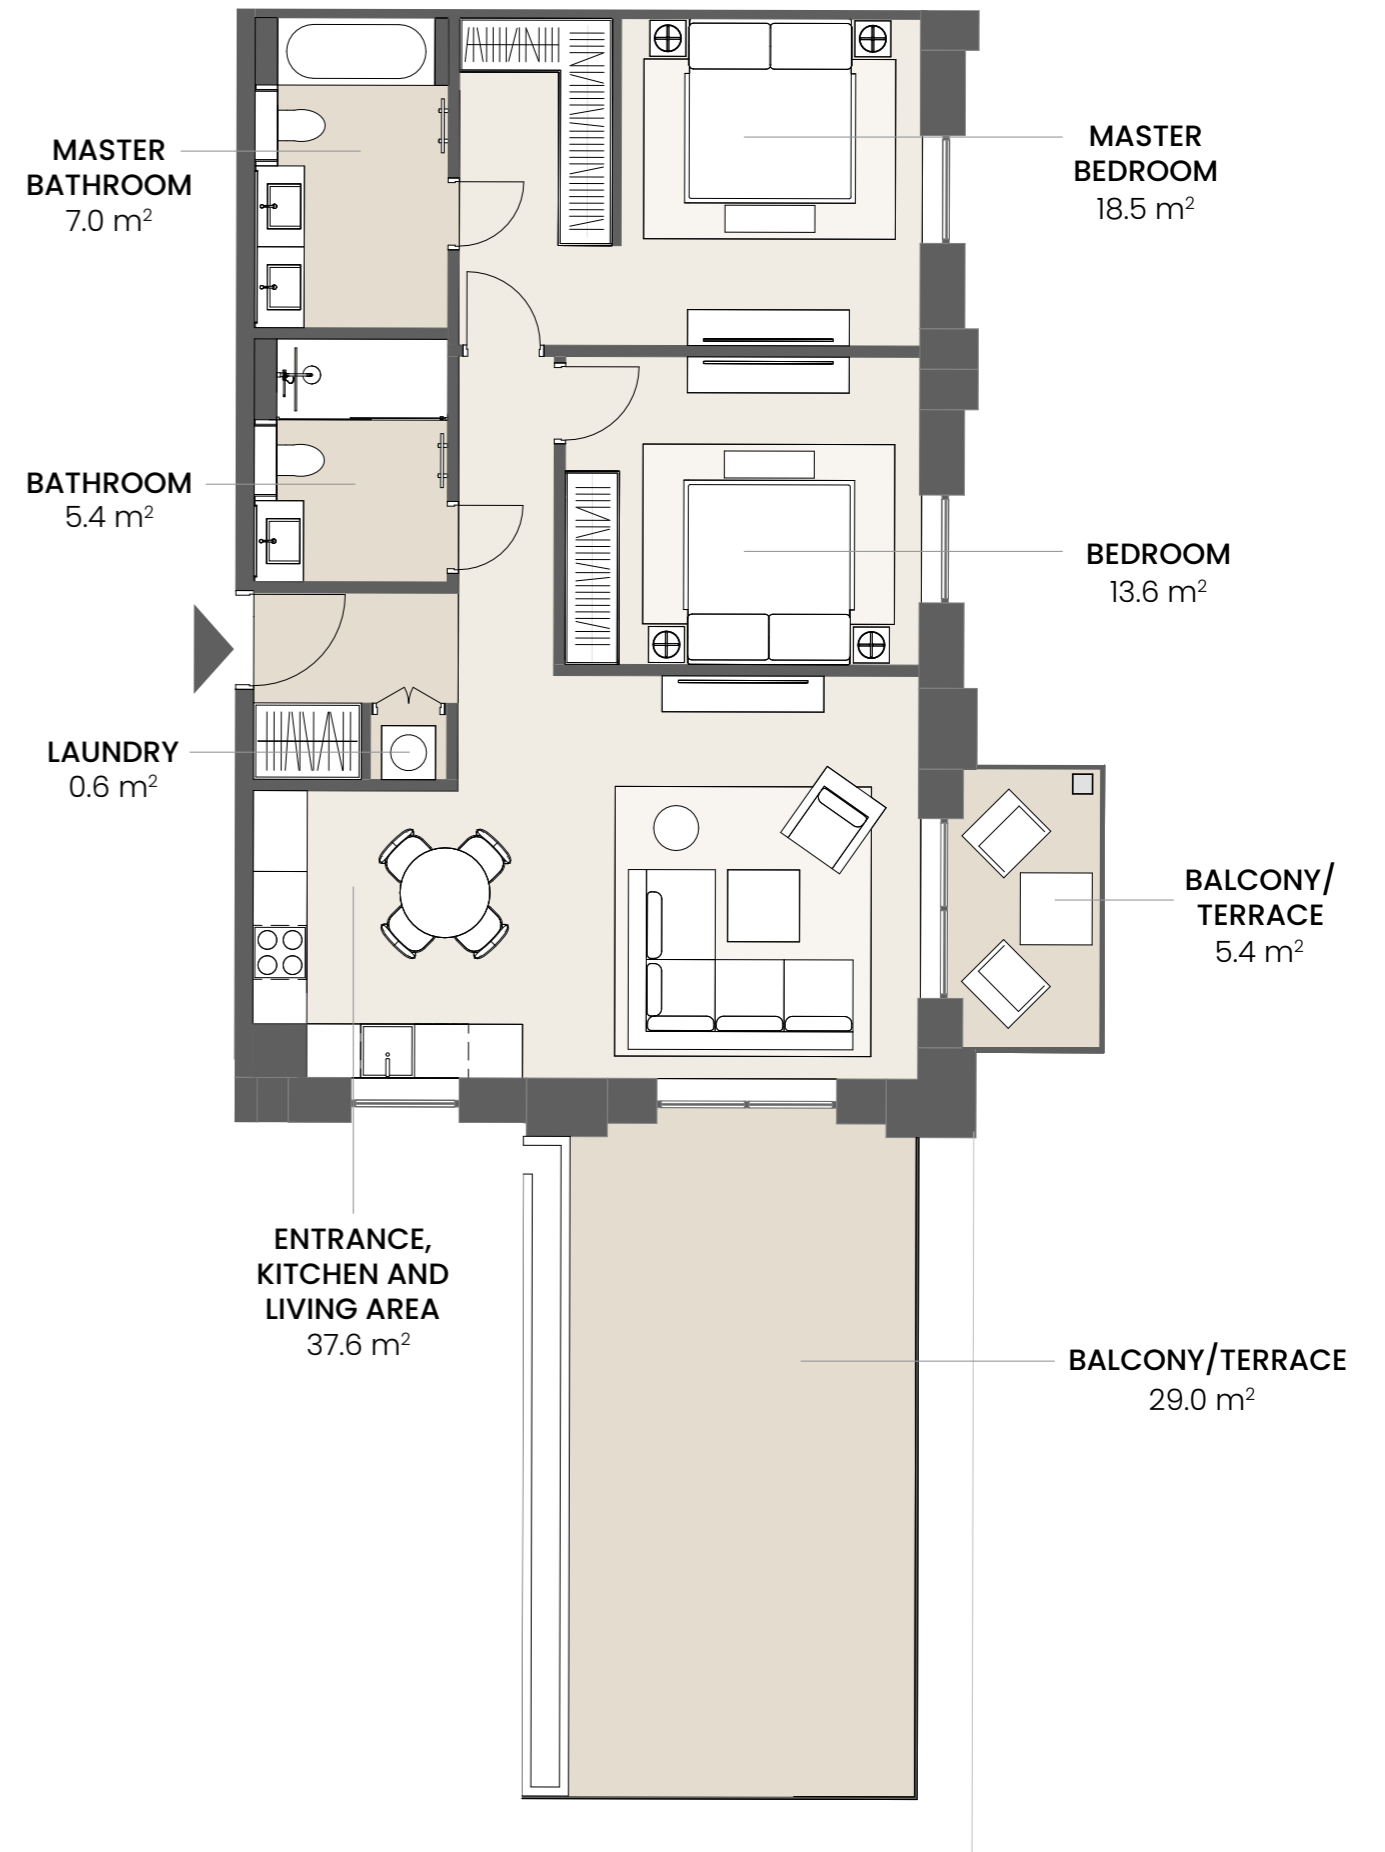 MASTER
BATHROOM
7.0 m²
MASTER
BEDROOM
18.5 m²
BATHROOM
5.4 m²
BEDROOM
13.6 m²
LAUNDRY
0.6 m²
BALCONY/
TERRACE
5.4 m²
ENTRANCE,
KITCHEN AND
LIVING AREA
37.6 m²
BALCONY/TERRACE
29.0 m²